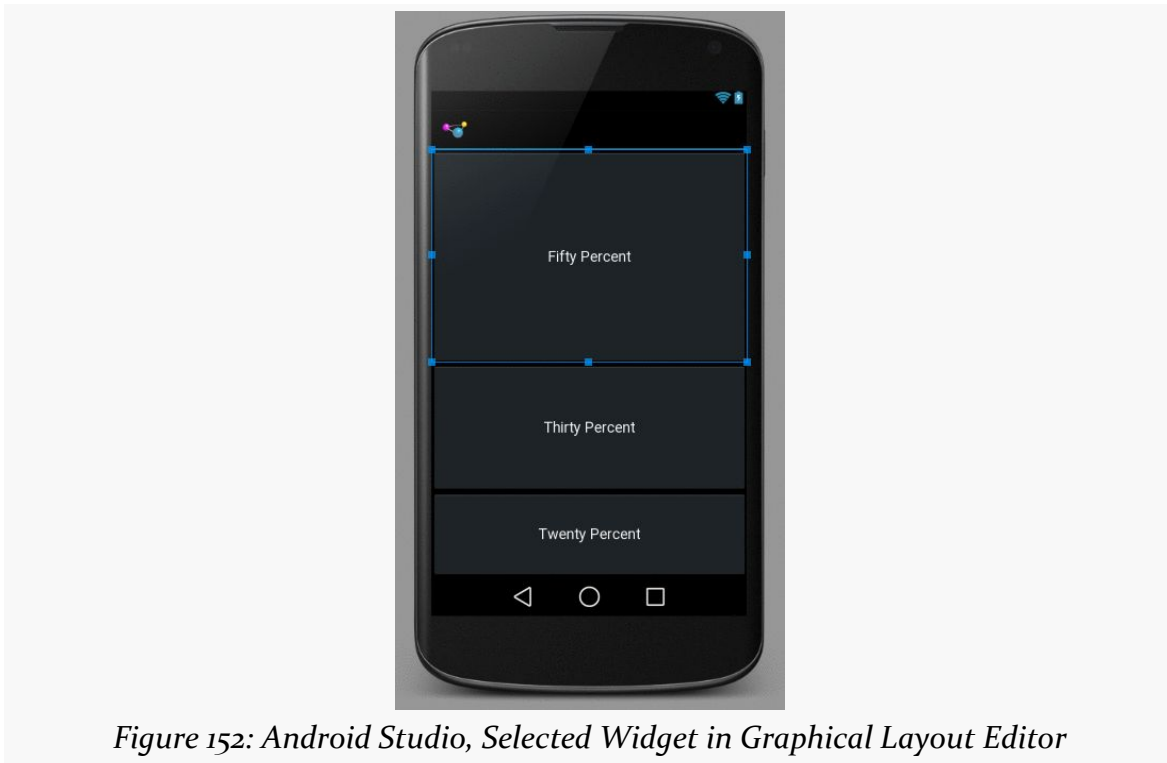 Fifty Percent
Thirty Percent
Twenty Percent
Figure 152: Android Studio, Selected Widget in Graphical Layout Editor